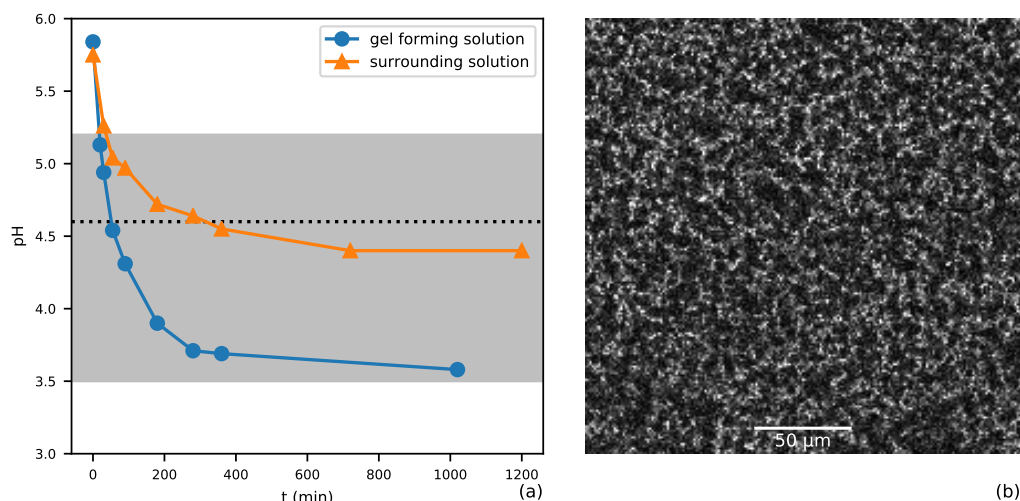 6.0
5.5
5.0
4.5
4.0
3.5
3.0
pH
gel forming solution
surrounding solution
0 200 400 600 800 1000 1200
t (min)
(a)
50 μm
(b)